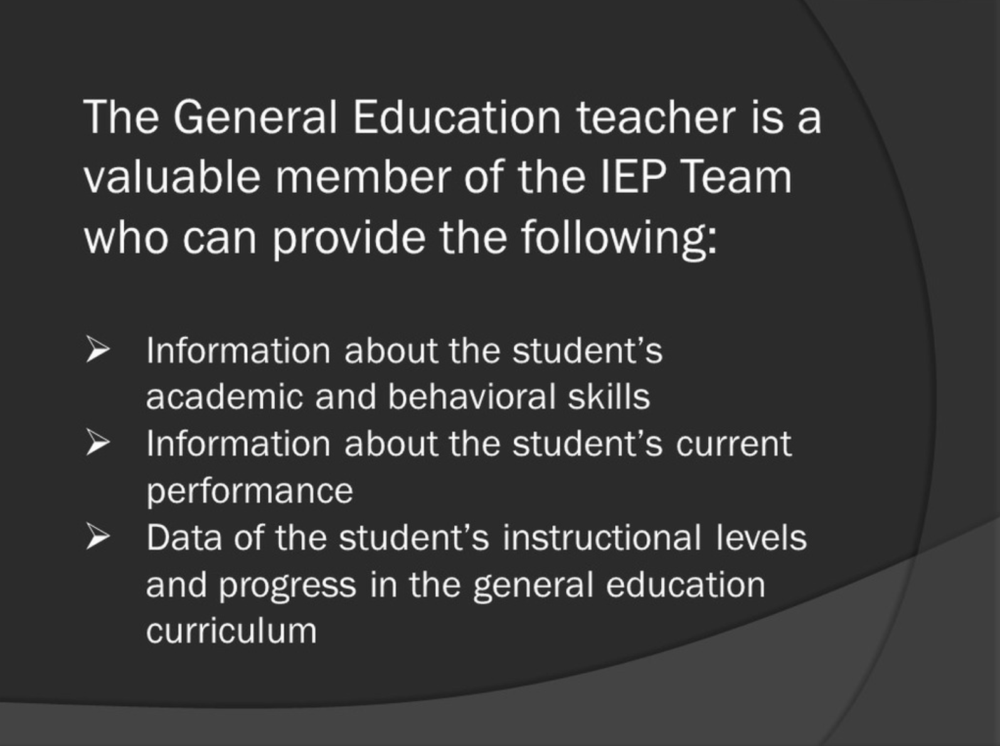 The General Education teacher is a
valuable member of the IEP Team
who can provide the following:
➢ Information about the student’s
academic and behavioral skills
➢ Information about the student’s current
performance
➢ Data of the student’s instructional levels
and progress in the general education
curriculum